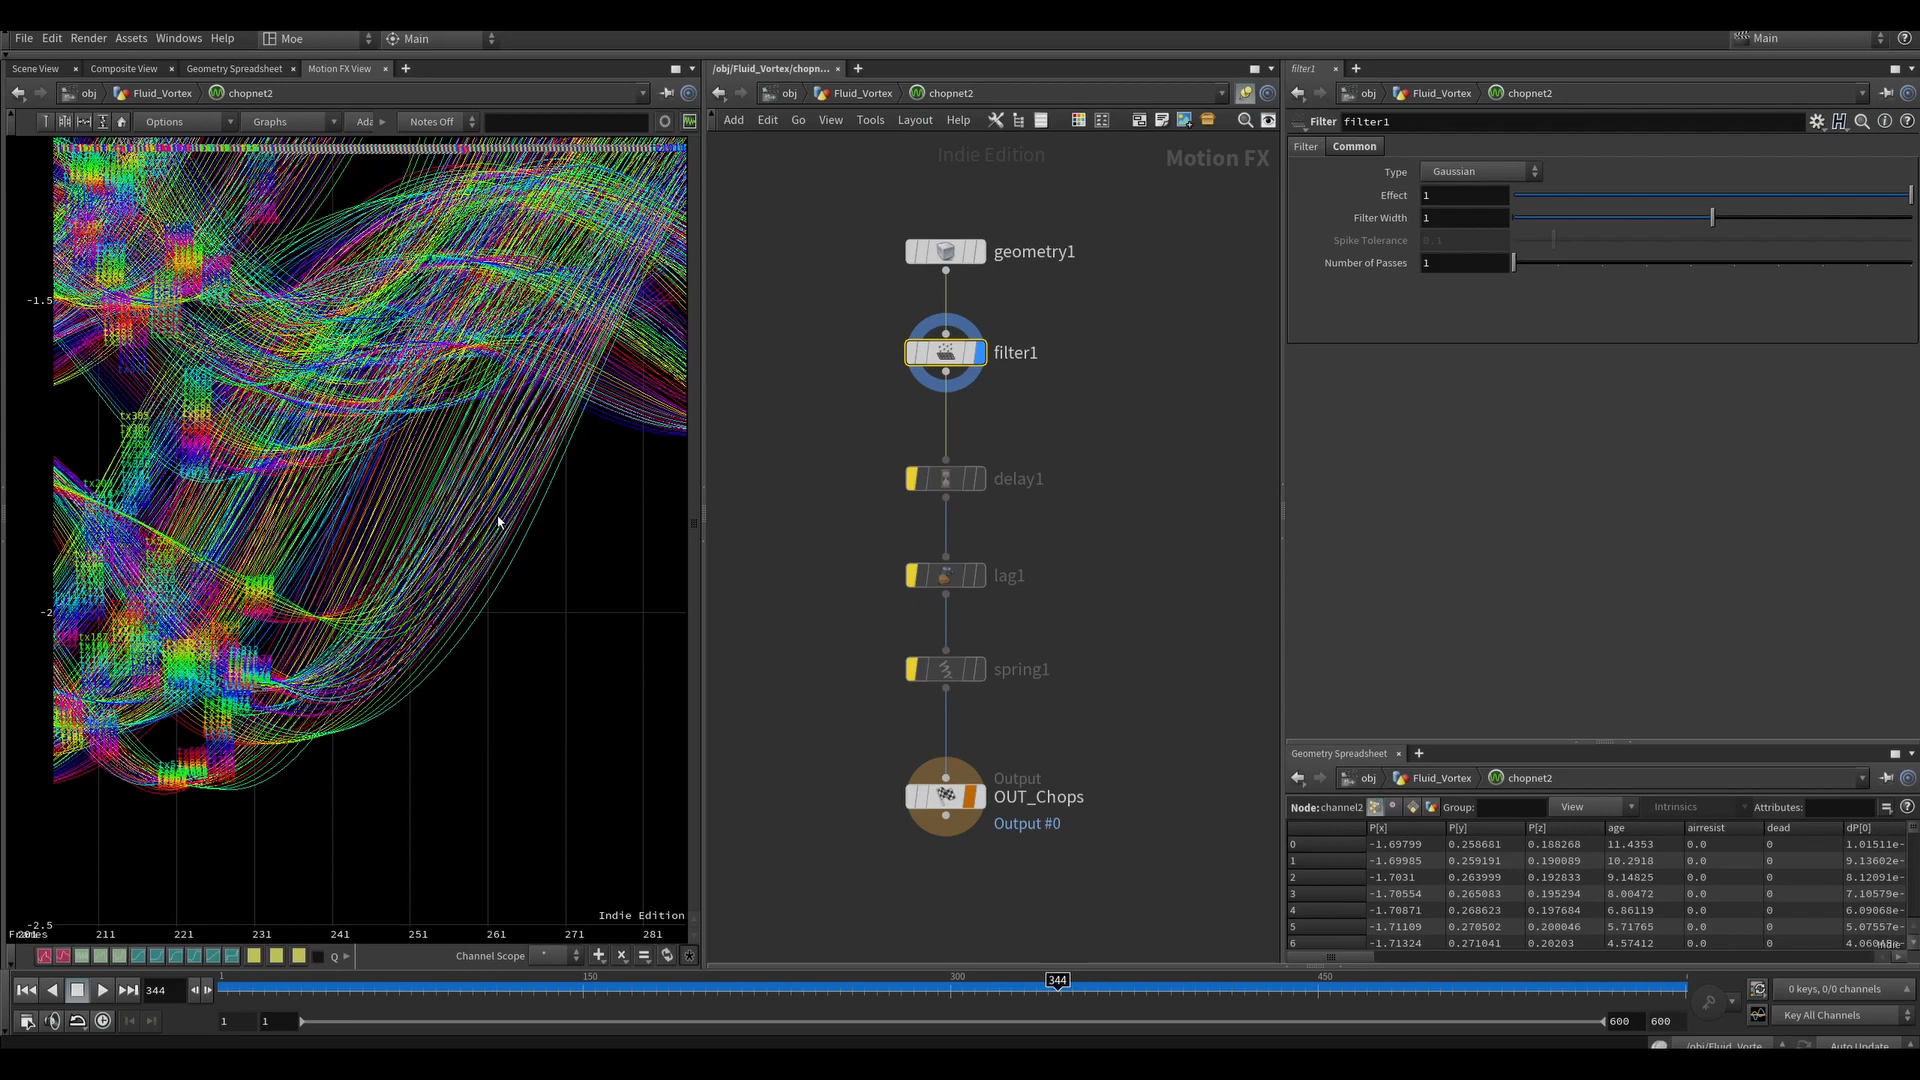 File Edit Render Assets Windows Help Moe Main Main
Scene View Composite View Geometry Spreadsheet Motion FX View
obj Fluid_Vortex chopnet2
Options Graphs Notes Off
-1.5
tx385
-2
-2.5
Indie Edition
211 221 231 241 251 261 271 281
Channel Scope *
/obj/Fluid_Vortex/chopn...
obj Fluid_Vortex chopnet2
Add Edit Go View Tools Layout Help
Indie Edition Motion FX
geometry1
filter1
delay1
lag1
spring1
Output
OUT_Chops
Output #0
filter1
obj Fluid_Vortex chopnet2
Filter filter1
Filter Common
Type Gaussian
Effect 1
Filter Width 1
Spike Tolerance 0.1
Number of Passes 1
Geometry Spreadsheet
obj Fluid_Vortex chopnet2
Node: channel2 Group: View Intrinsics Attributes:
P[x] P[y] P[z] age airresist dead dP[0]
0 -1.69799 0.258681 0.188268 11.4353 0.0 0 1.01511e-
1 -1.69985 0.259191 0.190089 10.2918 0.0 0 9.13602e-
2 -1.7031 0.263999 0.192833 9.14825 0.0 0 8.12091e-
3 -1.70554 0.265083 0.195294 8.00472 0.0 0 7.10579e-
4 -1.70871 0.268623 0.197684 6.86119 0.0 0 6.09068e-
5 -1.71109 0.270502 0.200046 5.71765 0.0 0 5.07557e-
6 -1.71324 0.271041 0.20203 4.57412 0.0 0
344
1 150 300 344 450
1 1 600 600
0 keys, 0/0 channels
Key All Channels
/obj/Fluid_Vorte Auto Update